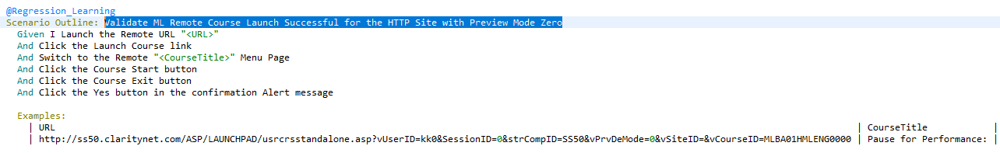 @Regression_Learning
Scenario Outline: Validate ML Remote Course Launch Successful for the HTTP Site with Preview Mode Zero
Given I Launch the Remote URL "<URL>"
And Click the Launch Course link
And Switch to the Remote "<CourseTitle>" Menu Page
And Click the Course Start button
And Click the Course Exit button
And Click the Yes button in the confirmation Alert message
Examples:
| URL | CourseTitle |
| http://ss50.claritynet.com/ASP/LAUNCHPAD/usrcrsstandalone.asp?vUserID=kk0&SessionID=0&strCompID=SS50&vPrvDeMode=0&vSiteID=&vCourseID=MLBA01HMLENG0000 | Pause for Performance: |